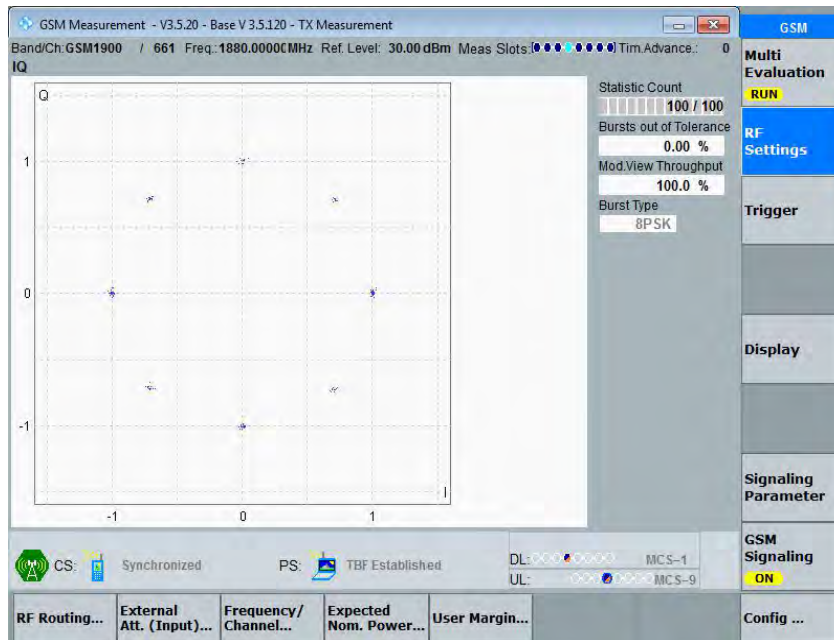 GSM Measurement - V3.5.20 - Base V 3.5.120 - TX Measurement
GSM
Band/Ch:GSM1900 / 661 Freq.:1880.0000CMHz Ref. Level: 30.00 dBm Meas Slots: Tim.Advance.: 0
IQ
Multi Evaluation
RUN
Statistic Count
100 / 100
Bursts out of Tolerance
0.00 %
Mod.View Throughput
100.0 %
Burst Type
8PSK
RF Settings
Trigger
Display
Signaling Parameter
GSM Signaling
ON
Q
1
0
-1
I
-1 0 1
CS: Synchronized PS: TBF Established
DL: MCS-1
UL: MCS-9
RF Routing...
External Att. (Input)...
Frequency/ Channel...
Expected Nom. Power...
User Margin...
Config ...